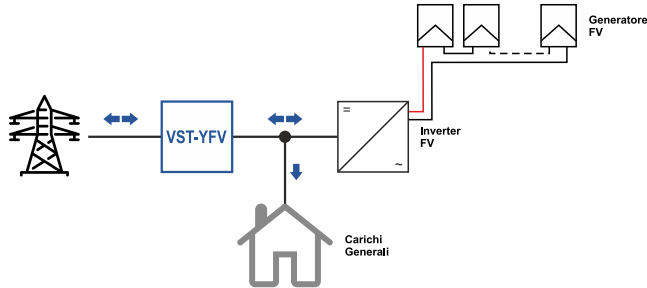 Generatore
FV
VST-YFV
=
~
Inverter
FV
Carichi
Generali